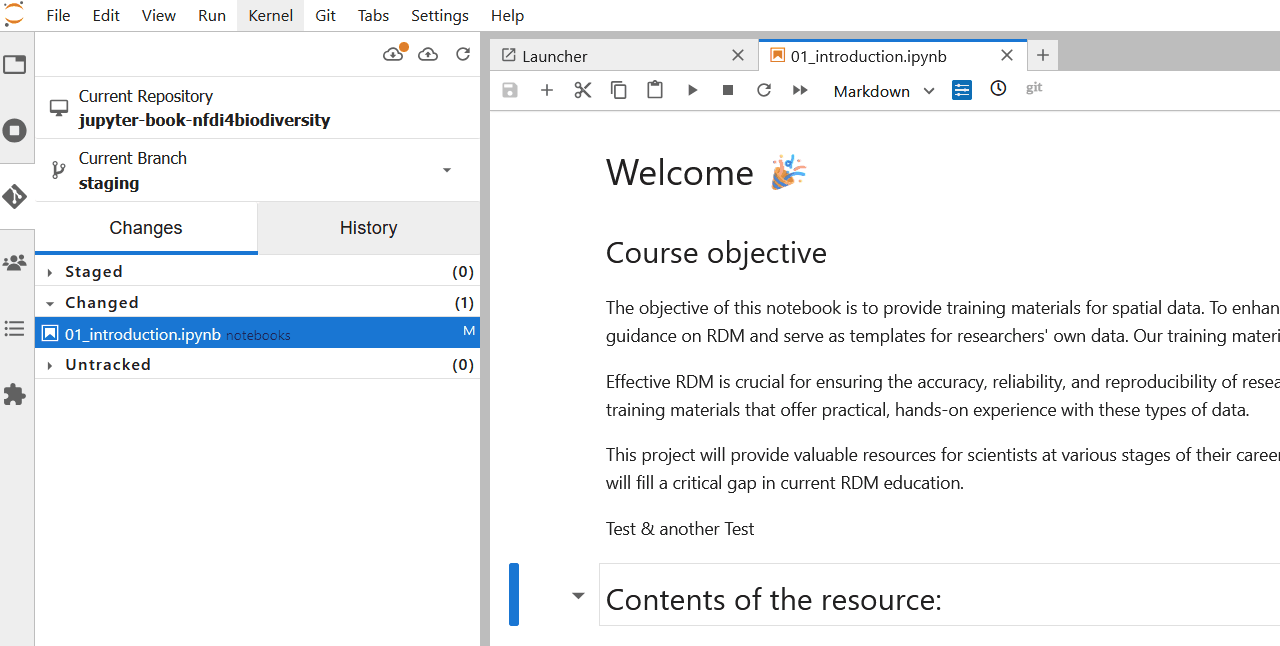 File Edit View Run Kernel Git Tabs Settings Help
Launcher
01_introduction.ipynb
Markdown
git
Current Repository
jupyter-book-nfdi4biodiversity
Current Branch
staging
Changes History
Staged (0)
Changed (1)
01_introduction.ipynb notebooks M
Untracked (0)
Welcome 🎉
Course objective
The objective of this notebook is to provide training materials for spatial data. To enhan
guidance on RDM and serve as templates for researchers' own data. Our training materi
Effective RDM is crucial for ensuring the accuracy, reliability, and reproducibility of resea
training materials that offer practical, hands-on experience with these types of data.
This project will provide valuable resources for scientists at various stages of their career
will fill a critical gap in current RDM education.
Test & another Test
Contents of the resource: